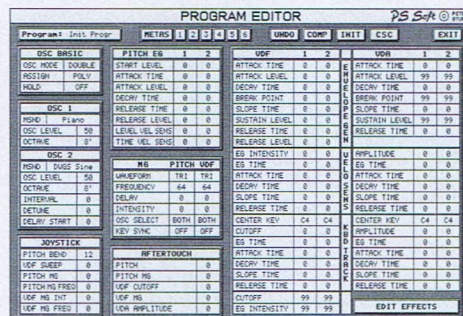 PROGRAM EDITOR
PS Soft ©
Program: Init Progr
METAS 1 2 3 4 5 6
UNDO COMP INIT CSC EXIT
OSC BASIC
OSC MODE DOUBLE
ASSIGN POLY
HOLD OFF
OSC 1
MSND Piano
OSC LEVEL 50
OCTAVE 8'
OSC 2
MSND DWGS Sine
OSC LEVEL 50
OCTAVE 8'
INTERVAL 0
DETUNE 0
DELAY START 0
JOYSTICK
PITCH BEND 12
VDF SWEEP 0
PITCH MG 0
PITCH MG FREQ 0
VDF MG INT 0
VDF MG FREQ 0
PITCH EG 1 2
START LEVEL 0 0
ATTACK TIME 0 0
ATTACK LEVEL 0 0
DECAY TIME 0 0
RELEASE TIME 0 0
RELEASE LEVEL 0 0
LEVEL VEL SENS 0 0
TIME VEL SENS 0 0
MG PITCH VDF
WAVEFORM TRI TRI
FREQUENCY 64 64
DELAY 0 0
INTENSITY 0 0
OSC SELECT BOTH BOTH
KEY SYNC OFF OFF
AFTERTOUCH
PITCH 0
PITCH MG 0
VDF CUTOFF 0
VDF MG 0
VDA AMPLITUDE 0
VDF 1 2
ATTACK TIME 0 0
ATTACK LEVEL 0 0
DECAY TIME 0 0
BREAK POINT 0 0
SLOPE TIME 0 0
SUSTAIN LEVEL 0 0
RELEASE TIME 0 0
RELEASE LEVEL 0 0
EG INTENSITY 0 0
EG TIME 0 0
ATTACK TIME 0 0
DECAY TIME 0 0
SLOPE TIME 0 0
RELEASE TIME 0 0
CENTER KEY C4 C4
CUTOFF 0 0
EG TIME 0 0
ATTACK TIME 0 0
DECAY TIME 0 0
SLOPE TIME 0 0
RELEASE TIME 0 0
CUTOFF 99 99
EG INTENSITY 99 99
ENVELOPE GEN
VELO SENS
KBD TRACK
VDA 1 2
ATTACK TIME 0 0
ATTACK LEVEL 99 99
DECAY TIME 0 0
BREAK POINT 99 99
SLOPE TIME 0 0
SUSTAIN LEVEL 99 99
RELEASE TIME 0 0
AMPLITUDE 0 0
EG TIME 0 0
ATTACK TIME 0 0
DECAY TIME 0 0
SLOPE TIME 0 0
RELEASE TIME 0 0
CENTER KEY C4 C4
AMPLITUDE 0 0
EG TIME 0 0
ATTACK TIME 0 0
DECAY TIME 0 0
SLOPE TIME 0 0
RELEASE TIME 0 0
EDIT EFFECTS